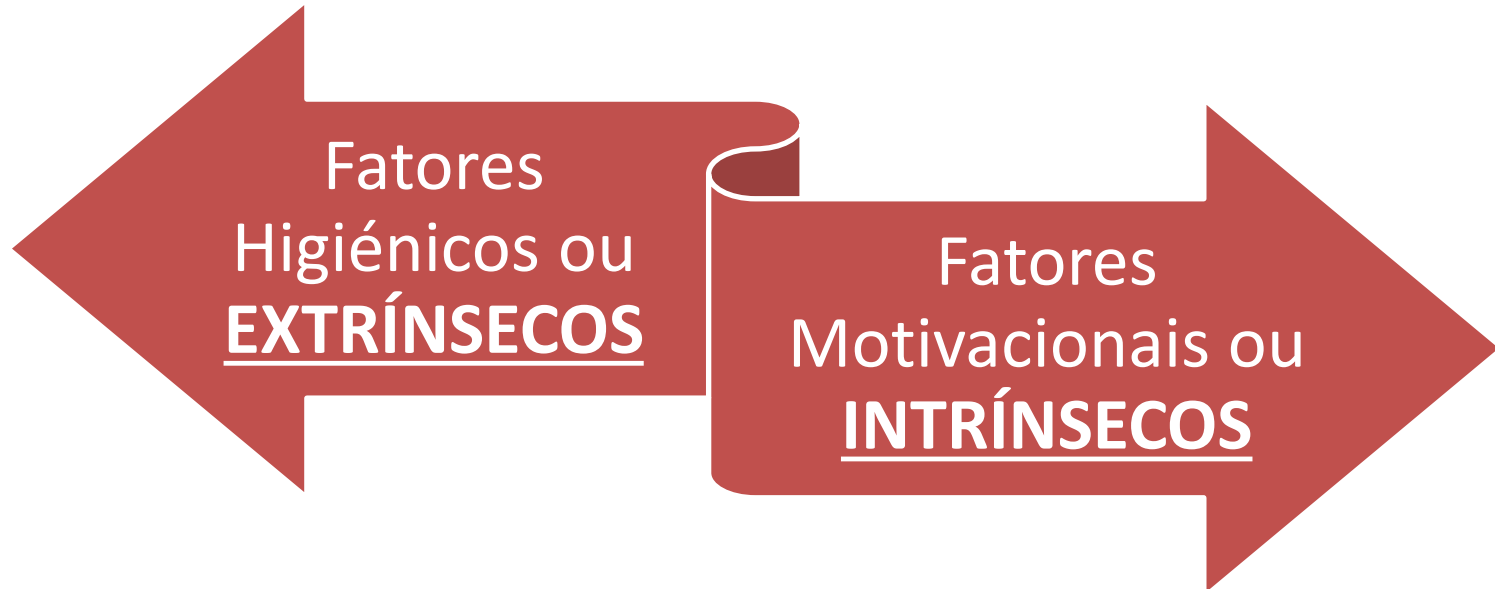 Fatores
Higiénicos ou
EXTRÍNSECOS
Fatores
Motivacionais ou
INTRÍNSECOS